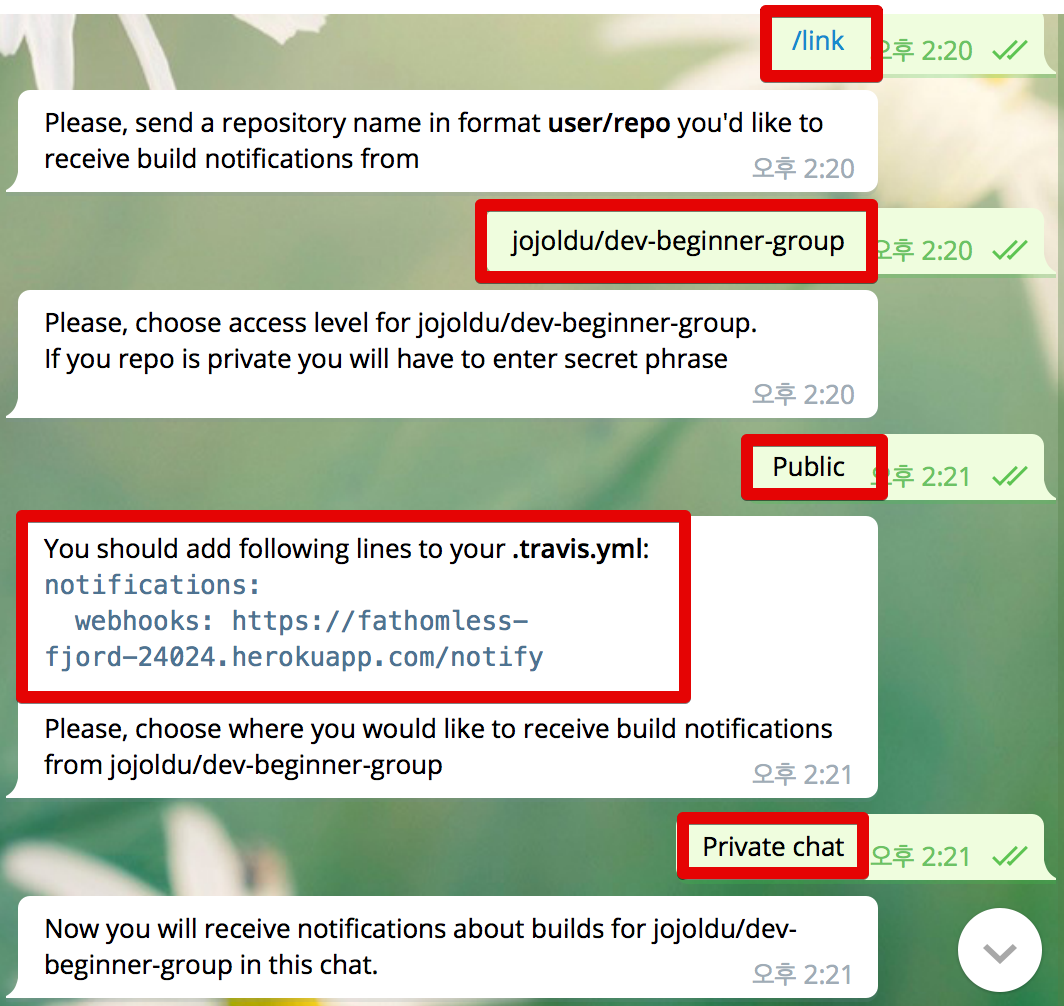 /link
오후 2:20
Please, send a repository name in format user/repo you'd like to
receive build notifications from
오후 2:20
jojoldu/dev-beginner-group
오후 2:20
Please, choose access level for jojoldu/dev-beginner-group.
If you repo is private you will have to enter secret phrase
오후 2:20
Public
오후 2:21
You should add following lines to your .travis.yml:
notifications:
  webhooks: https://fathomless-
fjord-24024.herokuapp.com/notify
Please, choose where you would like to receive build notifications
from jojoldu/dev-beginner-group
오후 2:21
Private chat
오후 2:21
Now you will receive notifications about builds for jojoldu/dev-
beginner-group in this chat.
오후 2:21